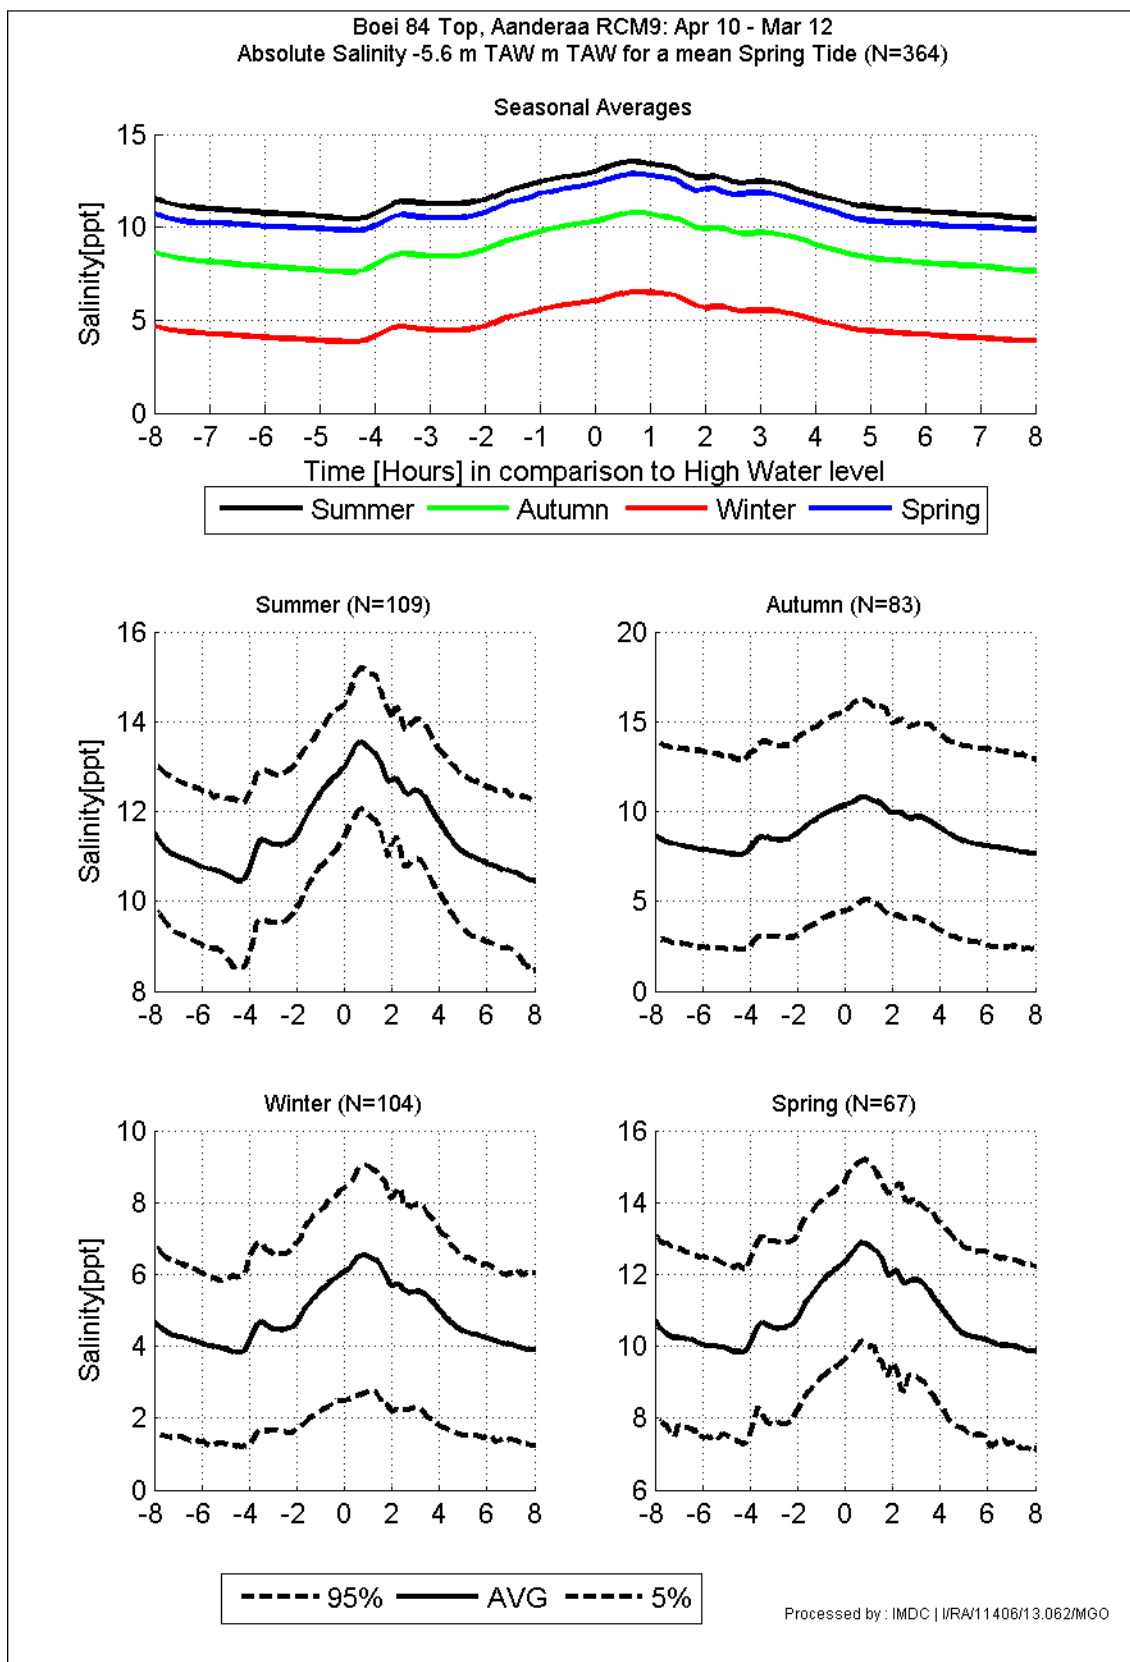 Boei 84 Top, Aanderaa RCM9: Apr 10 - Mar 12
Absolute Salinity -5.6 m TAW m TAW for a mean Spring Tide (N=364)
Seasonal Averages
15
10
5
0
Salinity[ppt]
-8 -7 -6 -5 -4 -3 -2 -1 0 1 2 3 4 5 6 7 8
Time [Hours] in comparison to High Water level
Summer Autumn Winter Spring
Summer (N=109)
16
14
12
10
8
Salinity[ppt]
-8 -6 -4 -2 0 2 4 6 8
Autumn (N=83)
20
15
10
5
0
-8 -6 -4 -2 0 2 4 6 8
Winter (N=104)
10
8
6
4
2
0
Salinity[ppt]
-8 -6 -4 -2 0 2 4 6 8
Spring (N=67)
16
14
12
10
8
6
-8 -6 -4 -2 0 2 4 6 8
95% AVG 5%
Processed by : IMDC | I/RA/11406/13.062/MGO